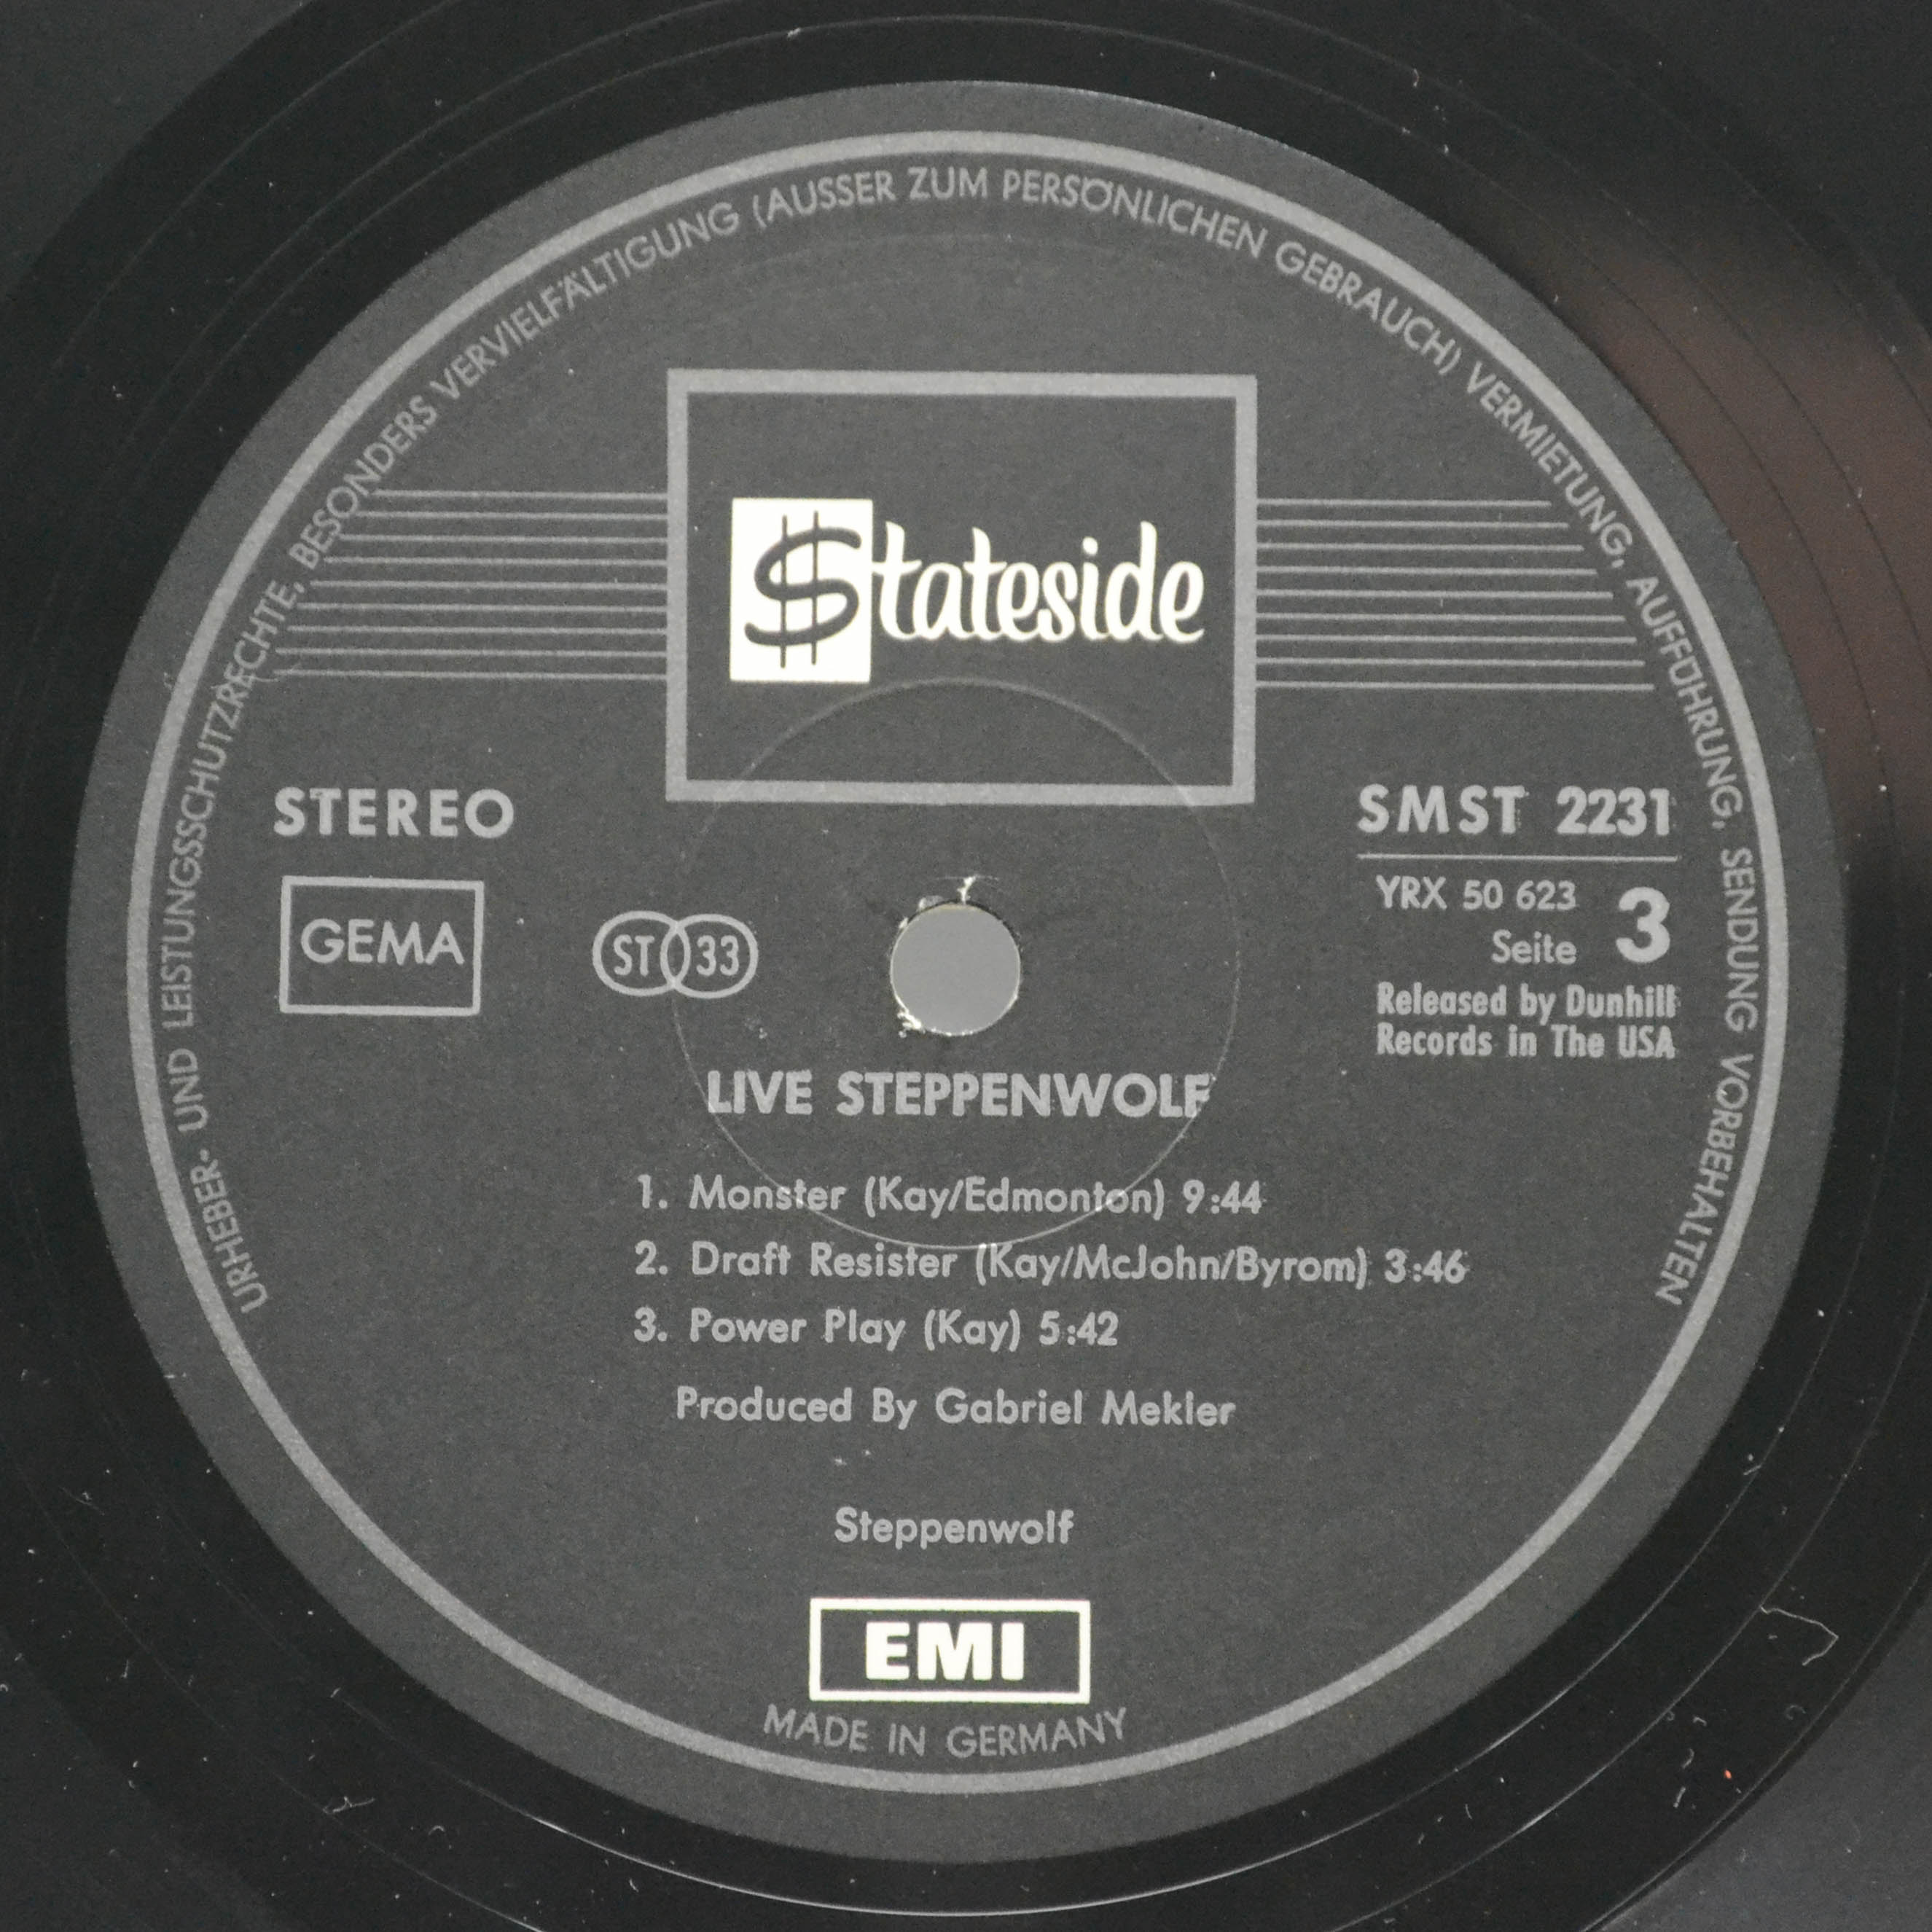 URHEBER- UND LEISTUNGSSCHUTZRECHTE, BESONDERS VERVIELFÄLTIGUNG (AUSSER ZUM PERSÖNLICHEN GEBRAUCH) VERMIETUNG, AUFFÜHRUNG, SENDUNG VORBEHALTEN
$tateside
STEREO
GEMA
ST 33
SMST 2231
YRX 50 623
Seite 3
Released by Dunhill
Records in The USA
LIVE STEPPENWOLF
1. Monster (Kay/Edmonton) 9:44
2. Draft Resister (Kay/McJohn/Byrom) 3:46
3. Power Play (Kay) 5:42
Produced By Gabriel Mekler
Steppenwolf
EMI
MADE IN GERMANY